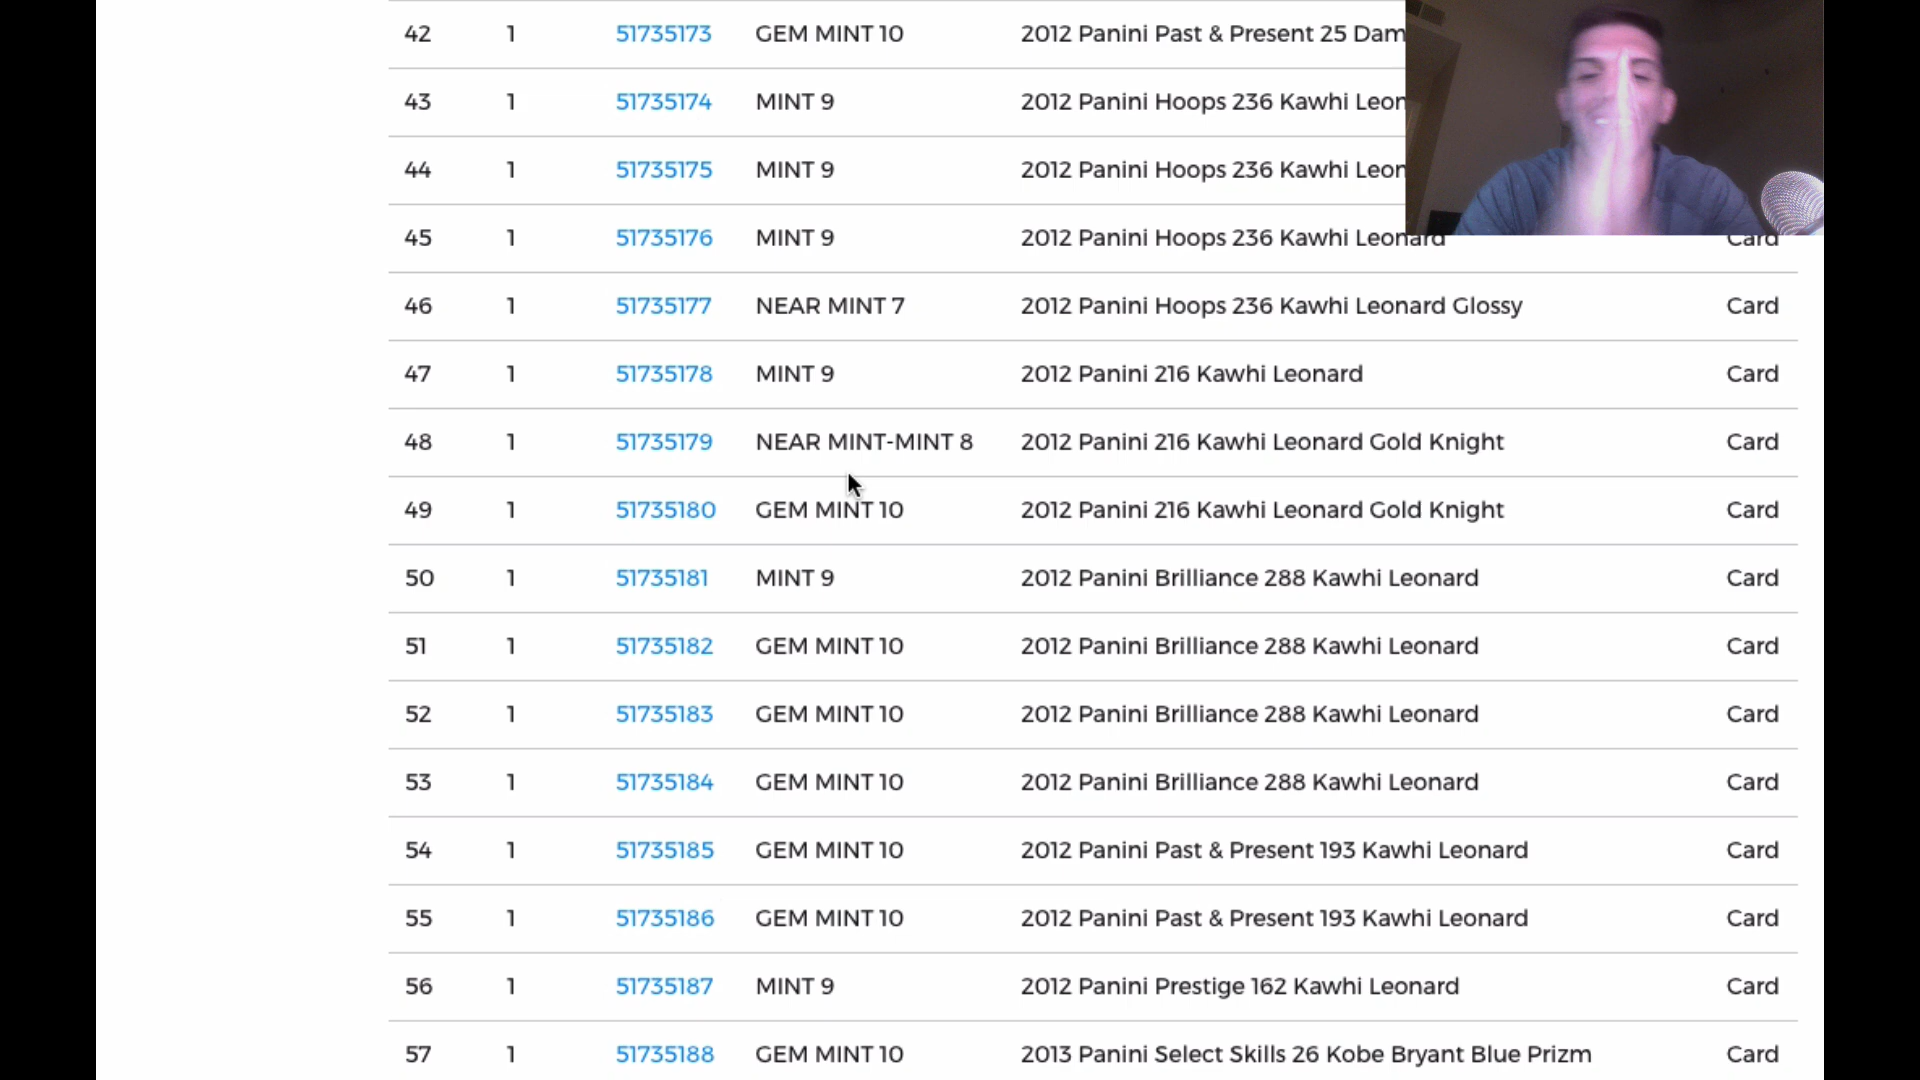 42 1 51735173 GEM MINT 10 2012 Panini Past & Present 25 Dam
43 1 51735174 MINT 9 2012 Panini Hoops 236 Kawhi Leon
44 1 51735175 MINT 9 2012 Panini Hoops 236 Kawhi Leon
45 1 51735176 MINT 9 2012 Panini Hoops 236 Kawhi Leonard Card
46 1 51735177 NEAR MINT 7 2012 Panini Hoops 236 Kawhi Leonard Glossy Card
47 1 51735178 MINT 9 2012 Panini 216 Kawhi Leonard Card
48 1 51735179 NEAR MINT-MINT 8 2012 Panini 216 Kawhi Leonard Gold Knight Card
49 1 51735180 GEM MINT 10 2012 Panini 216 Kawhi Leonard Gold Knight Card
50 1 51735181 MINT 9 2012 Panini Brilliance 288 Kawhi Leonard Card
51 1 51735182 GEM MINT 10 2012 Panini Brilliance 288 Kawhi Leonard Card
52 1 51735183 GEM MINT 10 2012 Panini Brilliance 288 Kawhi Leonard Card
53 1 51735184 GEM MINT 10 2012 Panini Brilliance 288 Kawhi Leonard Card
54 1 51735185 GEM MINT 10 2012 Panini Past & Present 193 Kawhi Leonard Card
55 1 51735186 GEM MINT 10 2012 Panini Past & Present 193 Kawhi Leonard Card
56 1 51735187 MINT 9 2012 Panini Prestige 162 Kawhi Leonard Card
57 1 51735188 GEM MINT 10 2013 Panini Select Skills 26 Kobe Bryant Blue Prizm Card